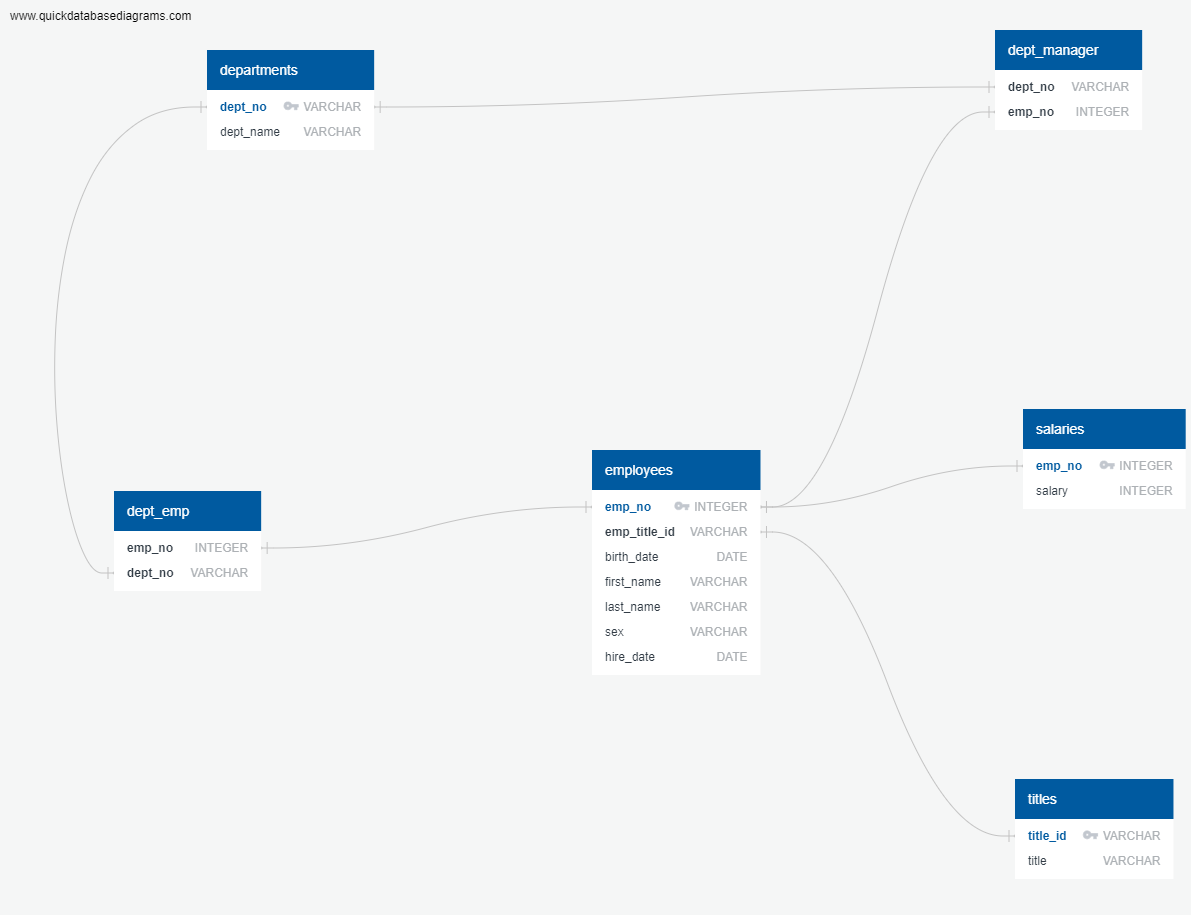 www.quickdatabasediagrams.com
departments
dept_no VARCHAR
dept_name VARCHAR
dept_manager
dept_no VARCHAR
emp_no INTEGER
salaries
emp_no INTEGER
salary INTEGER
employees
emp_no INTEGER
emp_title_id VARCHAR
birth_date DATE
first_name VARCHAR
last_name VARCHAR
sex VARCHAR
hire_date DATE
dept_emp
emp_no INTEGER
dept_no VARCHAR
titles
title_id VARCHAR
title VARCHAR